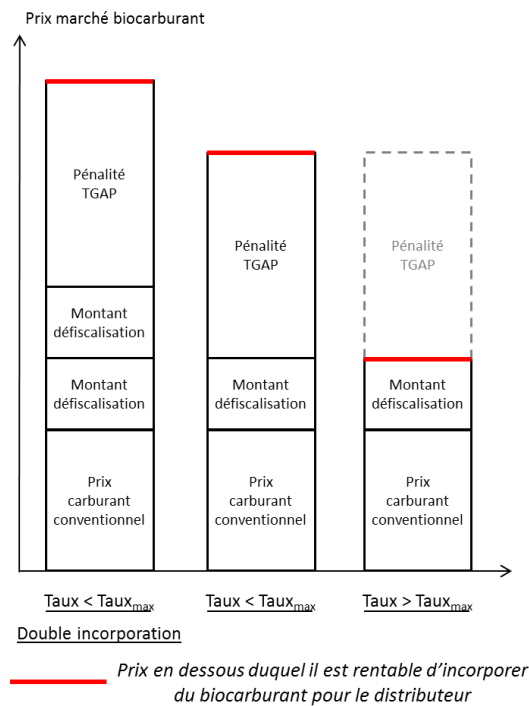 Prix marché biocarburant
Pénalité
TGAP
Montant
défiscalisation
Montant
défiscalisation
Prix
carburant
conventionnel
Pénalité
TGAP
Montant
défiscalisation
Prix
carburant
conventionnel
Pénalité
TGAP
Montant
défiscalisation
Prix
carburant
conventionnel
Taux < Tauxmax
Taux < Tauxmax
Taux > Tauxmax
Double incorporation
Prix en dessous duquel il est rentable d'incorporer
du biocarburant pour le distributeur